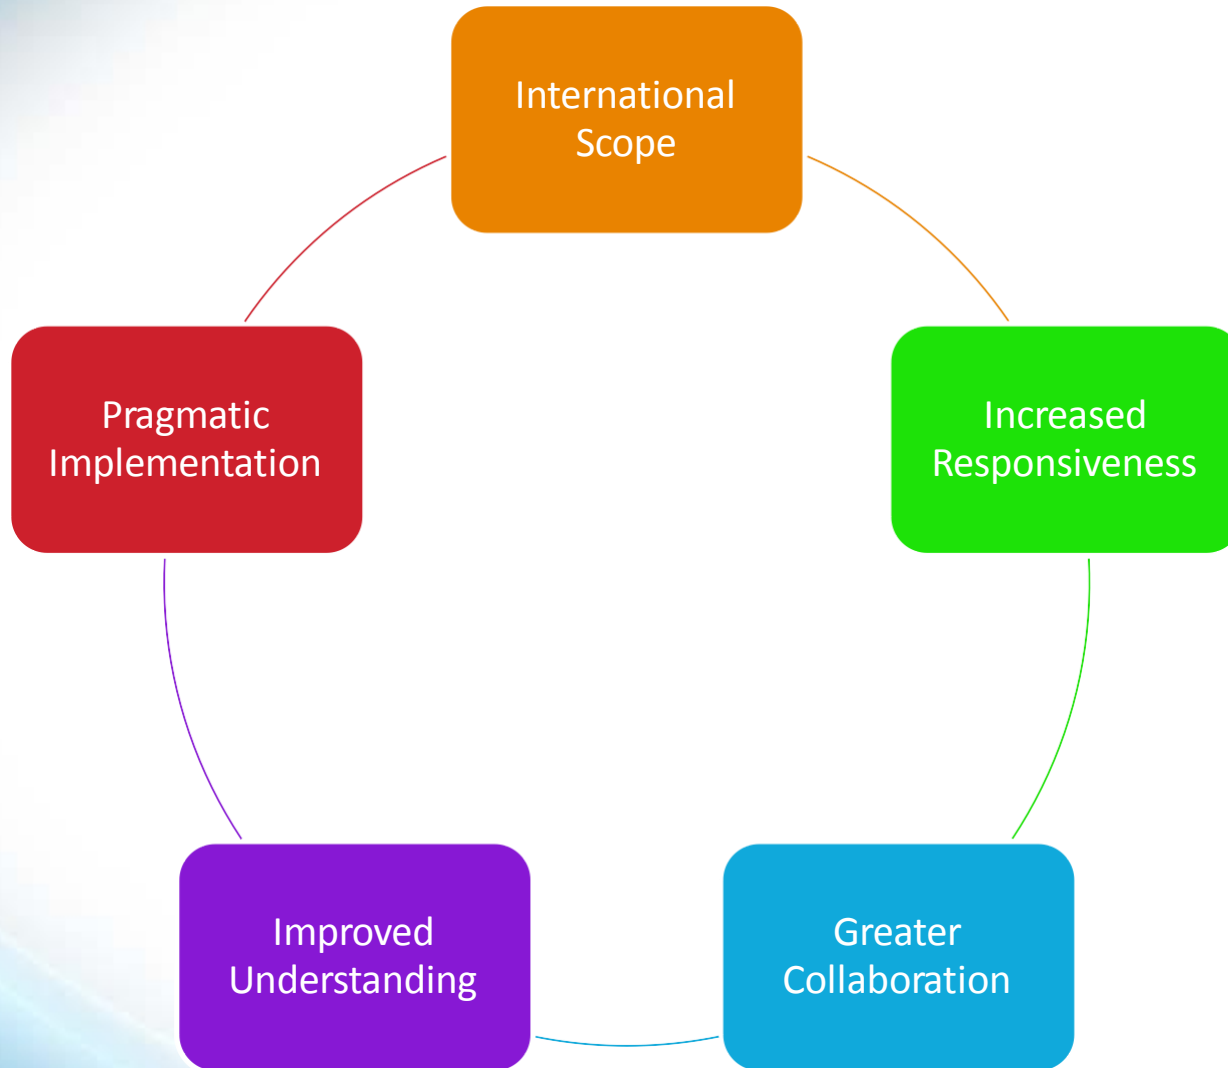 International
Scope
Increased
Responsiveness
Greater
Collaboration
Improved
Understanding
Pragmatic
Implementation